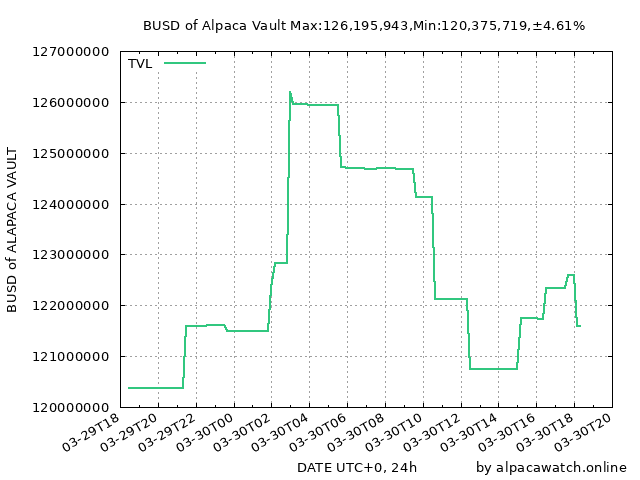 BUSD of Alpaca Vault Max:126,195,943,Min:120,375,719,±4.61%
TVL
127000000
126000000
125000000
124000000
123000000
122000000
121000000
120000000
BUSD of ALAPACA VAULT
03-29T18
03-29T20
03-29T22
03-30T00
03-30T02
03-30T04
03-30T06
03-30T08
03-30T10
03-30T12
03-30T14
03-30T16
03-30T18
03-30T20
DATE UTC+0, 24h
by alpacawatch.online